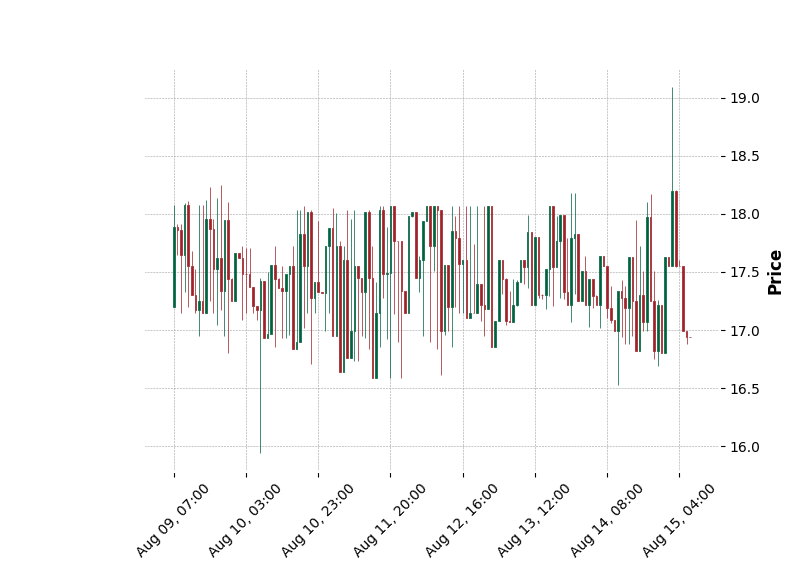 19.0
18.5
18.0
17.5
17.0
16.5
16.0
Price
Aug 09, 07:00
Aug 10, 03:00
Aug 10, 23:00
Aug 11, 20:00
Aug 12, 16:00
Aug 13, 12:00
Aug 14, 08:00
Aug 15, 04:00